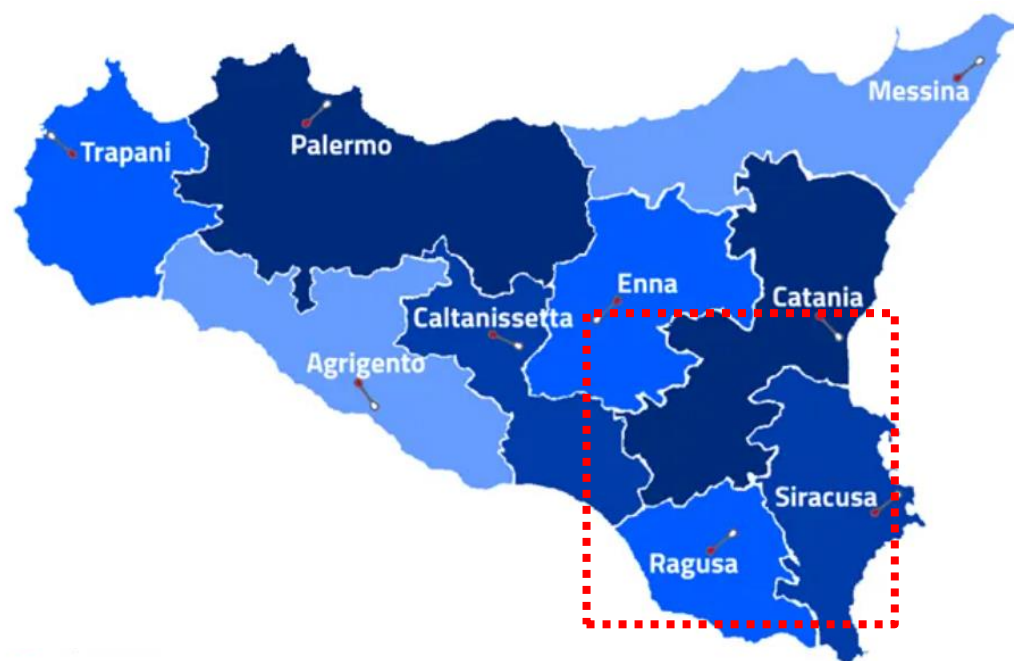 Messina
Trapani
Palermo
Enna
Catania
Caltanissetta
Agrigento
Siracusa
Ragusa